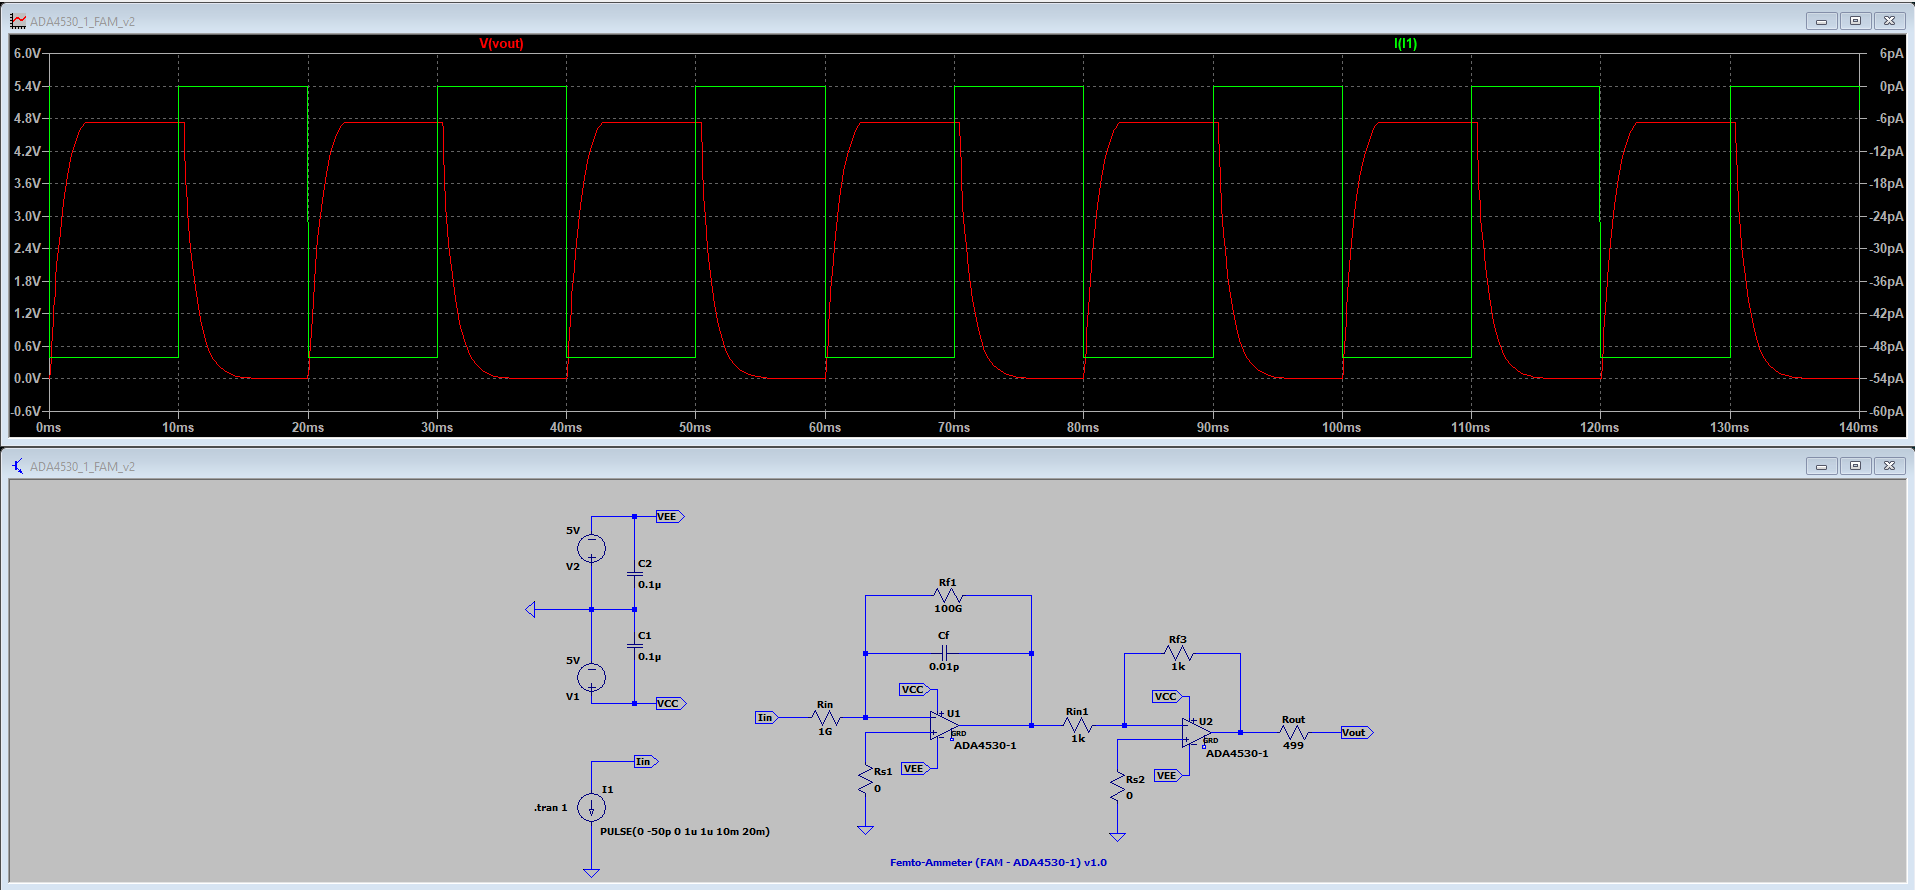 ADA4530_1_FAM_v2
V(vout)
I(I1)
6.0V
5.4V
4.8V
4.2V
3.6V
3.0V
2.4V
1.8V
1.2V
0.6V
0.0V
-0.6V
6pA
0pA
-6pA
-12pA
-18pA
-24pA
-30pA
-36pA
-42pA
-48pA
-54pA
-60pA
0ms 10ms 20ms 30ms 40ms 50ms 60ms 70ms 80ms 90ms 100ms 110ms 120ms 130ms 140ms
ADA4530_1_FAM_v2
VEE
5V
V2
C2
0.1µ
C1
0.1µ
5V
V1
VCC
Iin
I1
.tran 1
PULSE(0 -50p 0 1u 1u 10m 20m)
Rf1
100G
Cf
0.01p
VCC
Iin
Rin
1G
U1
GRD
ADA4530-1
VEE
Rs1
0
Rin1
1k
Rf3
1k
VCC
U2
GRD
ADA4530-1
VEE
Rs2
0
Rout
499
Vout
Femto-Ammeter (FAM - ADA4530-1) v1.0